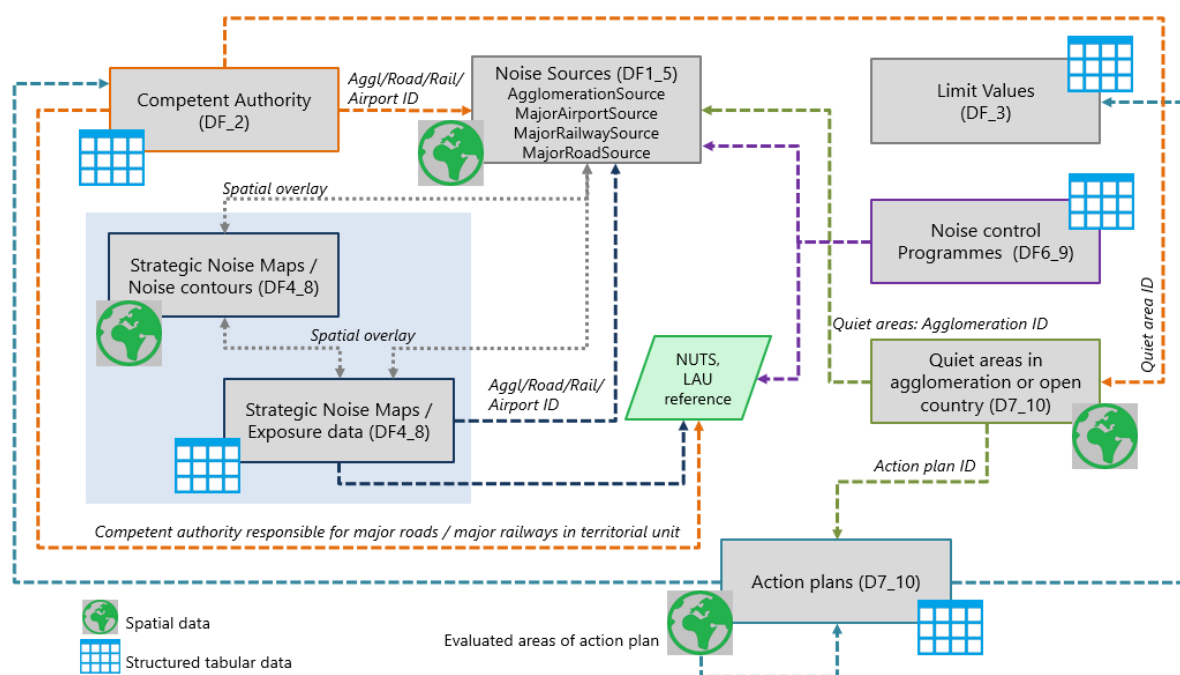 Competent Authority
(DF_2)
Aggl/Road/Rail/
Airport ID
Noise Sources (DF1_5)
AgglomerationSource
MajorAirportSource
MajorRailwaySource
MajorRoadSource
Limit Values
(DF_3)
Spatial overlay
Strategic Noise Maps /
Noise contours (DF4_8)
Noise control
Programmes  (DF6_9)
Quiet area ID
Spatial overlay
Quiet areas: Agglomeration ID
NUTS,
LAU
reference
Quiet areas in
agglomeration or open
country (D7_10)
Aggl/Road/Rail/
Airport ID
Strategic Noise Maps /
Exposure data (DF4_8)
Action plan ID
Competent authority responsible for major roads / major railways in territorial unit
Action plans (D7_10)
Spatial data
Evaluated areas of action plan
Structured tabular data